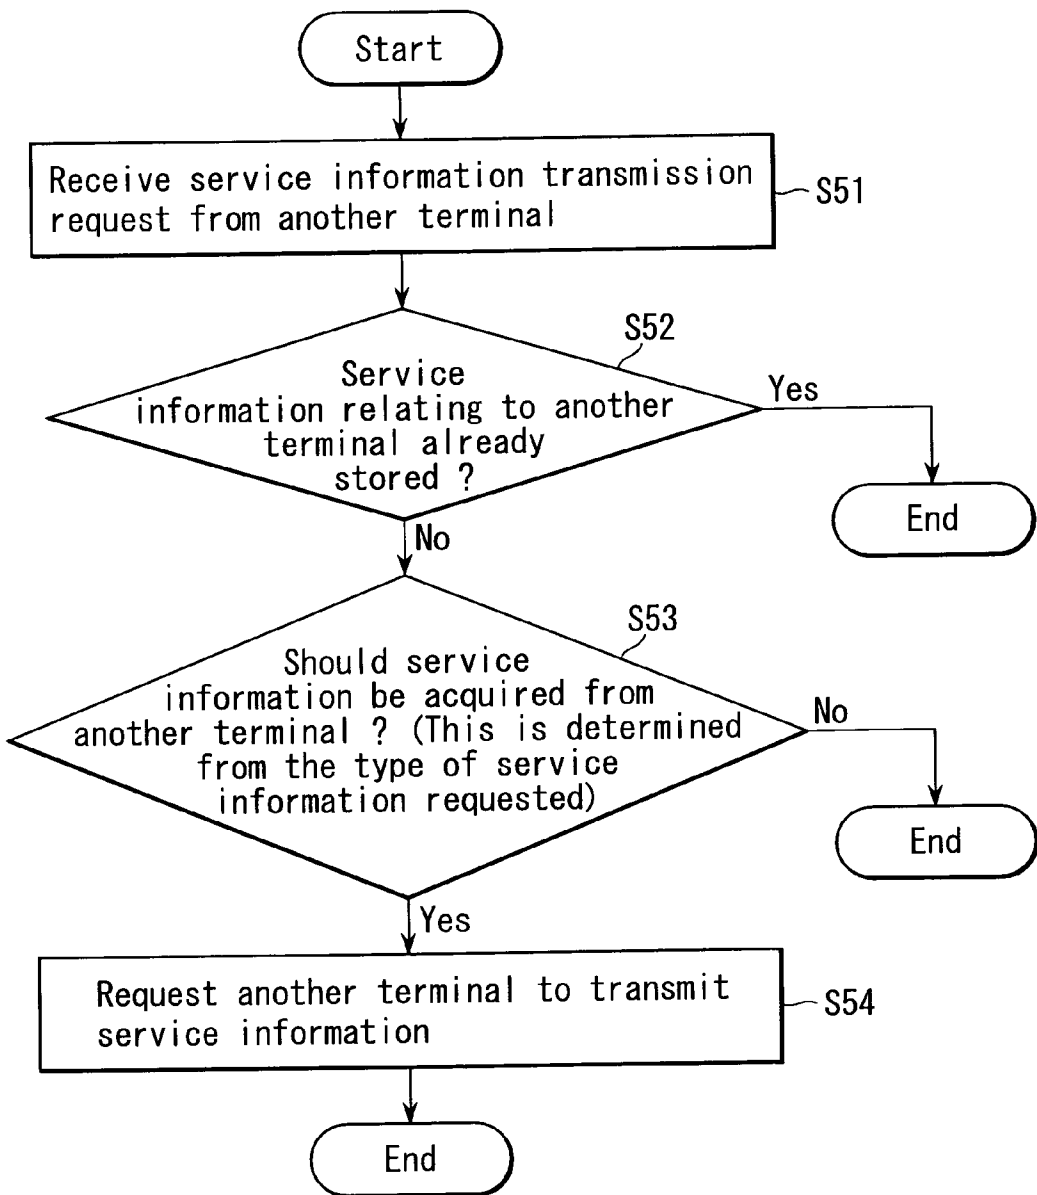 Start
Receive service information transmission
request from another terminal
S51
S52
Service
information relating to another
terminal already
stored ?
Yes
End
No
S53
Should service
information be acquired from
another terminal ? (This is determined
from the type of service
information requested)
No
End
Yes
Request another terminal to transmit
service information
S54
End